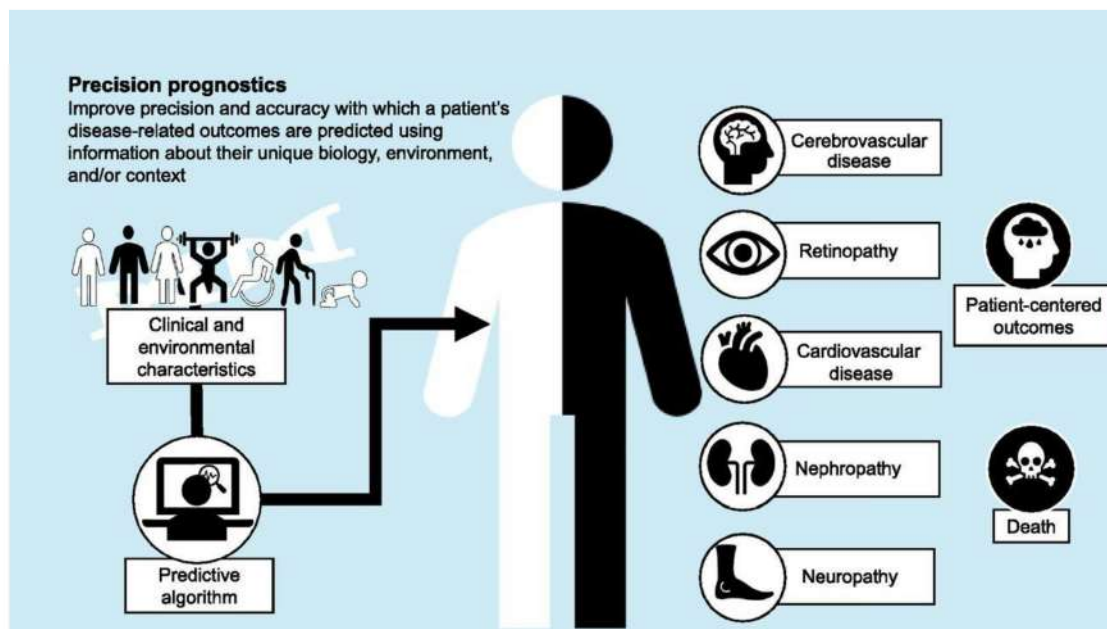 Precision prognostics
Improve precision and accuracy with which a patient's
disease-related outcomes are predicted using
information about their unique biology, environment,
and/or context
Clinical and
environmental
characteristics
Predictive
algorithm
Cerebrovascular
disease
Retinopathy
Cardiovascular
disease
Nephropathy
Neuropathy
Patient-centered
outcomes
Death